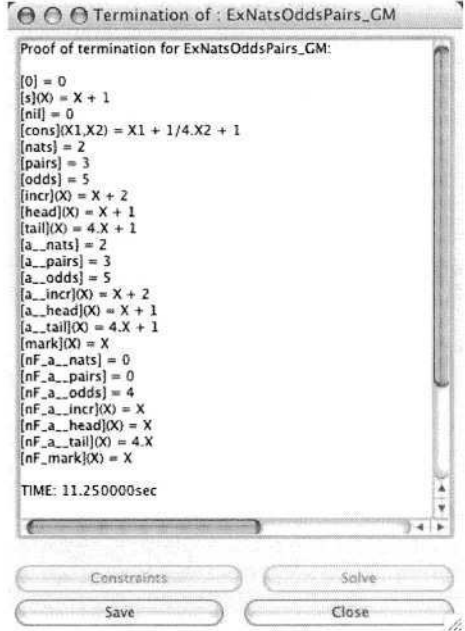 Termination of : ExNatsOddsPairs_GM
Proof of termination for ExNatsOddsPairs_GM:
[0] = 0
[s](X) = X + 1
[nil] = 0
[cons](X1,X2) = X1 + 1/4.X2 + 1
[nats] = 2
[pairs] = 3
[odds] = 5
[incr](X) = X + 2
[head](X) = X + 1
[tail](X) = 4.X + 1
[a__nats] = 2
[a__pairs] = 3
[a__odds] = 5
[a__incr](X) = X + 2
[a__head](X) = X + 1
[a__tail](X) = 4.X + 1
[mark](X) = X
[nF_a__nats] = 0
[nF_a__pairs] = 0
[nF_a__odds] = 4
[nF_a__incr](X) = X
[nF_a__head](X) = X
[nF_a__tail](X) = 4.X
[nF_mark](X) = X
TIME: 11.250000sec
Constraints
Solve
Save
Close